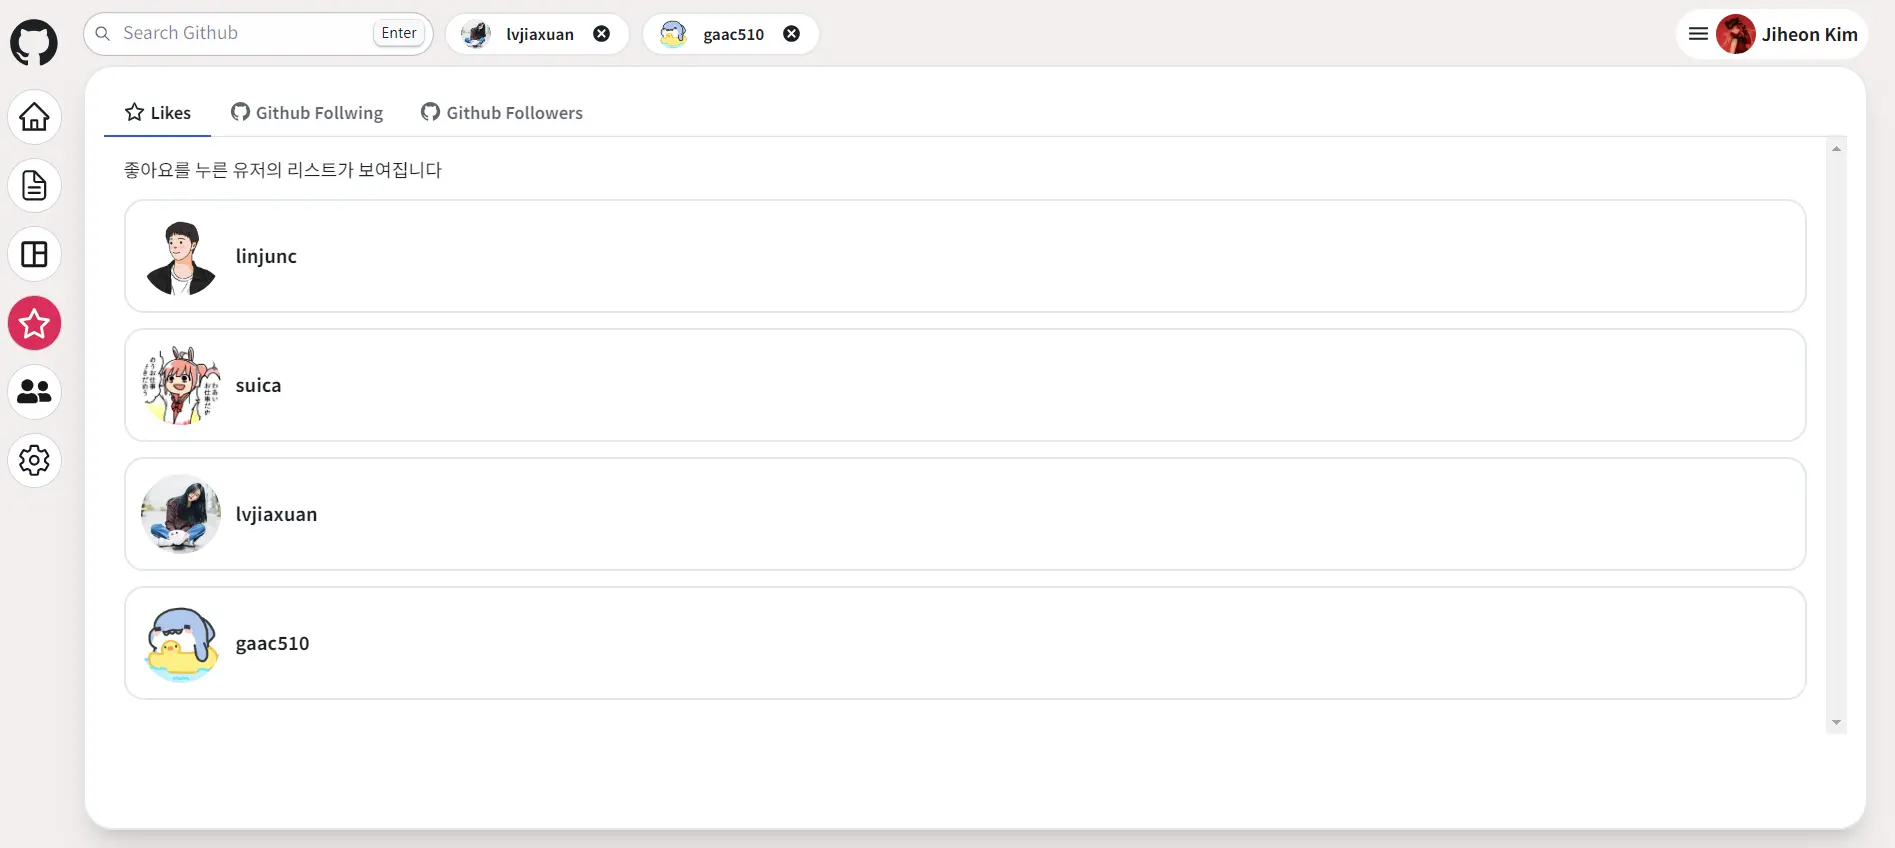 Search Github
Enter
lvjiaxuan
gaac510
Jiheon Kim
Likes
Github Follwing
Github Followers
좋아요를 누른 유저의 리스트가 보여집니다
linjunc
suica
lvjiaxuan
gaac510